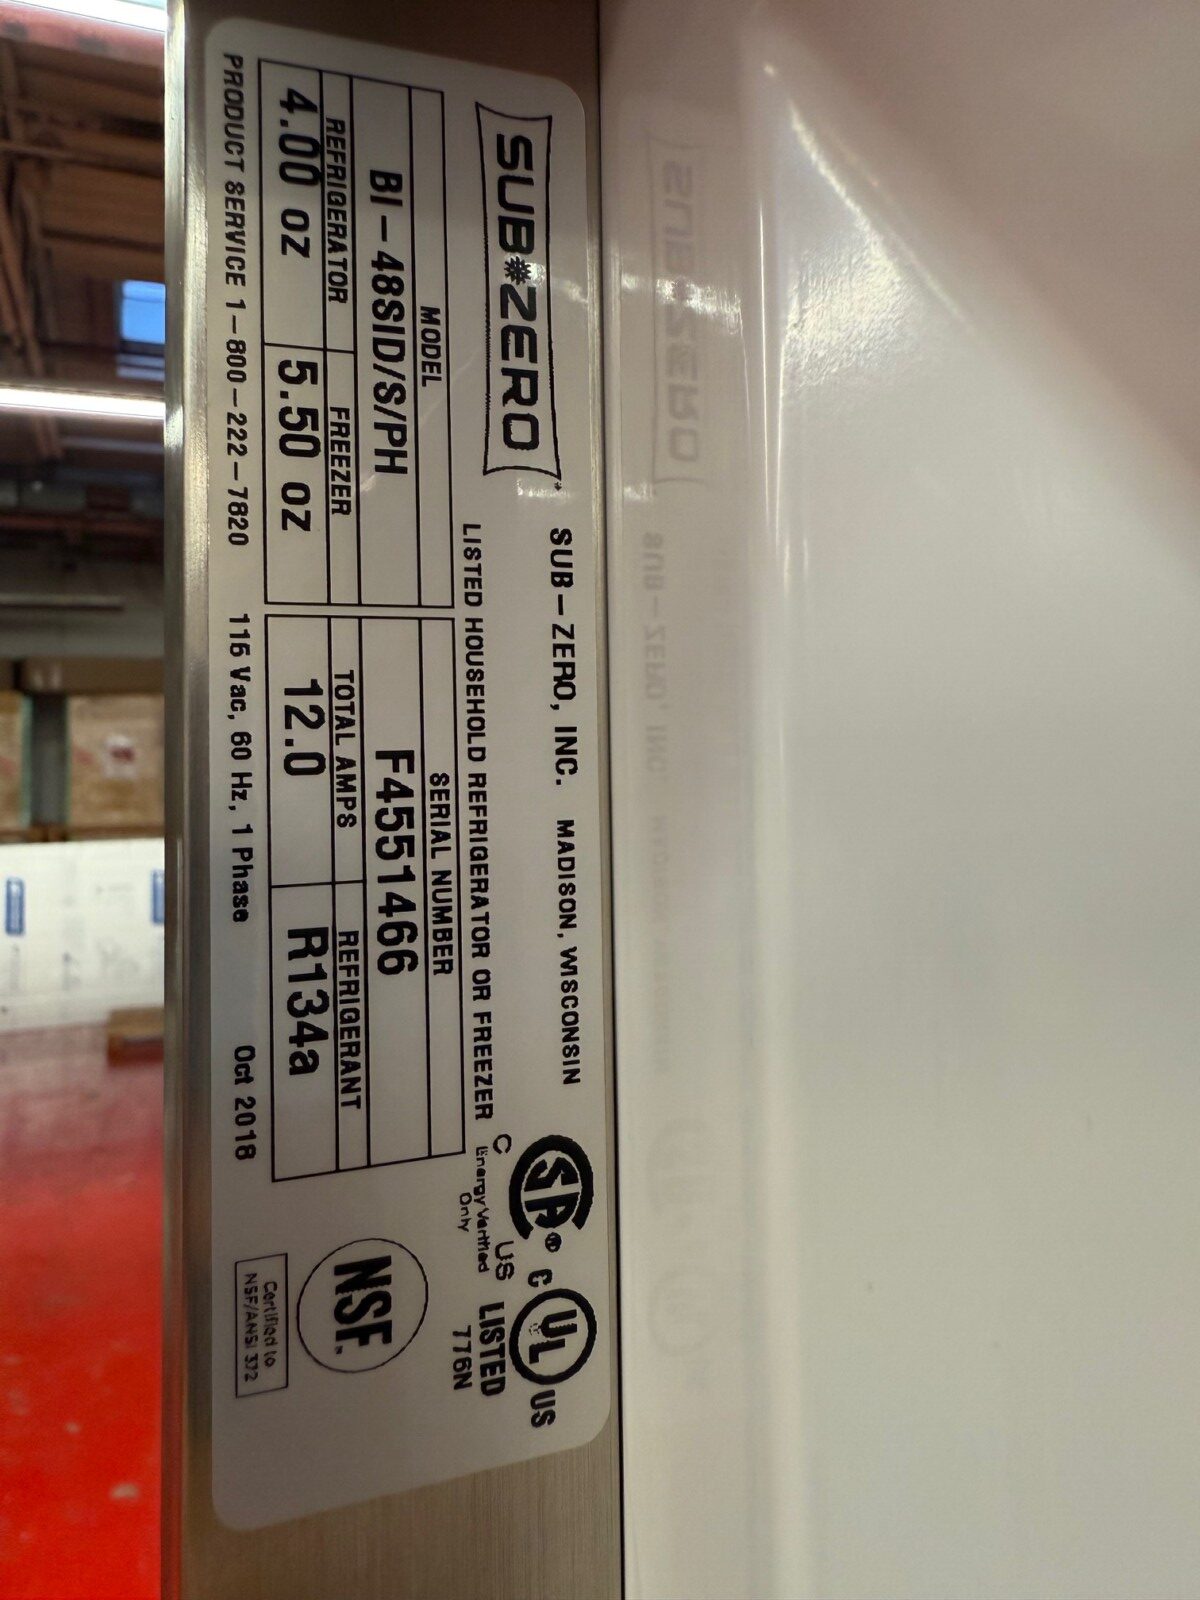 SUB ZERO
SUB-ZERO, INC. MADISON, WISCONSIN
LISTED HOUSEHOLD REFRIGERATOR OR FREEZER
MODEL
BI-48SID/S/PH
SERIAL NUMBER
F4551466
REFRIGERATOR
4.00 oz
FREEZER
5.50 oz
TOTAL AMPS
12.0
REFRIGERANT
R134a
PRODUCT SERVICE 1-800-222-7820 115 Vac, 60 Hz, 1 Phase Oct 2018
SA ®
C US
Energy Verified
Only
C UL US
LISTED
776N
NSF.
Certified to
NSF/ANSI 372